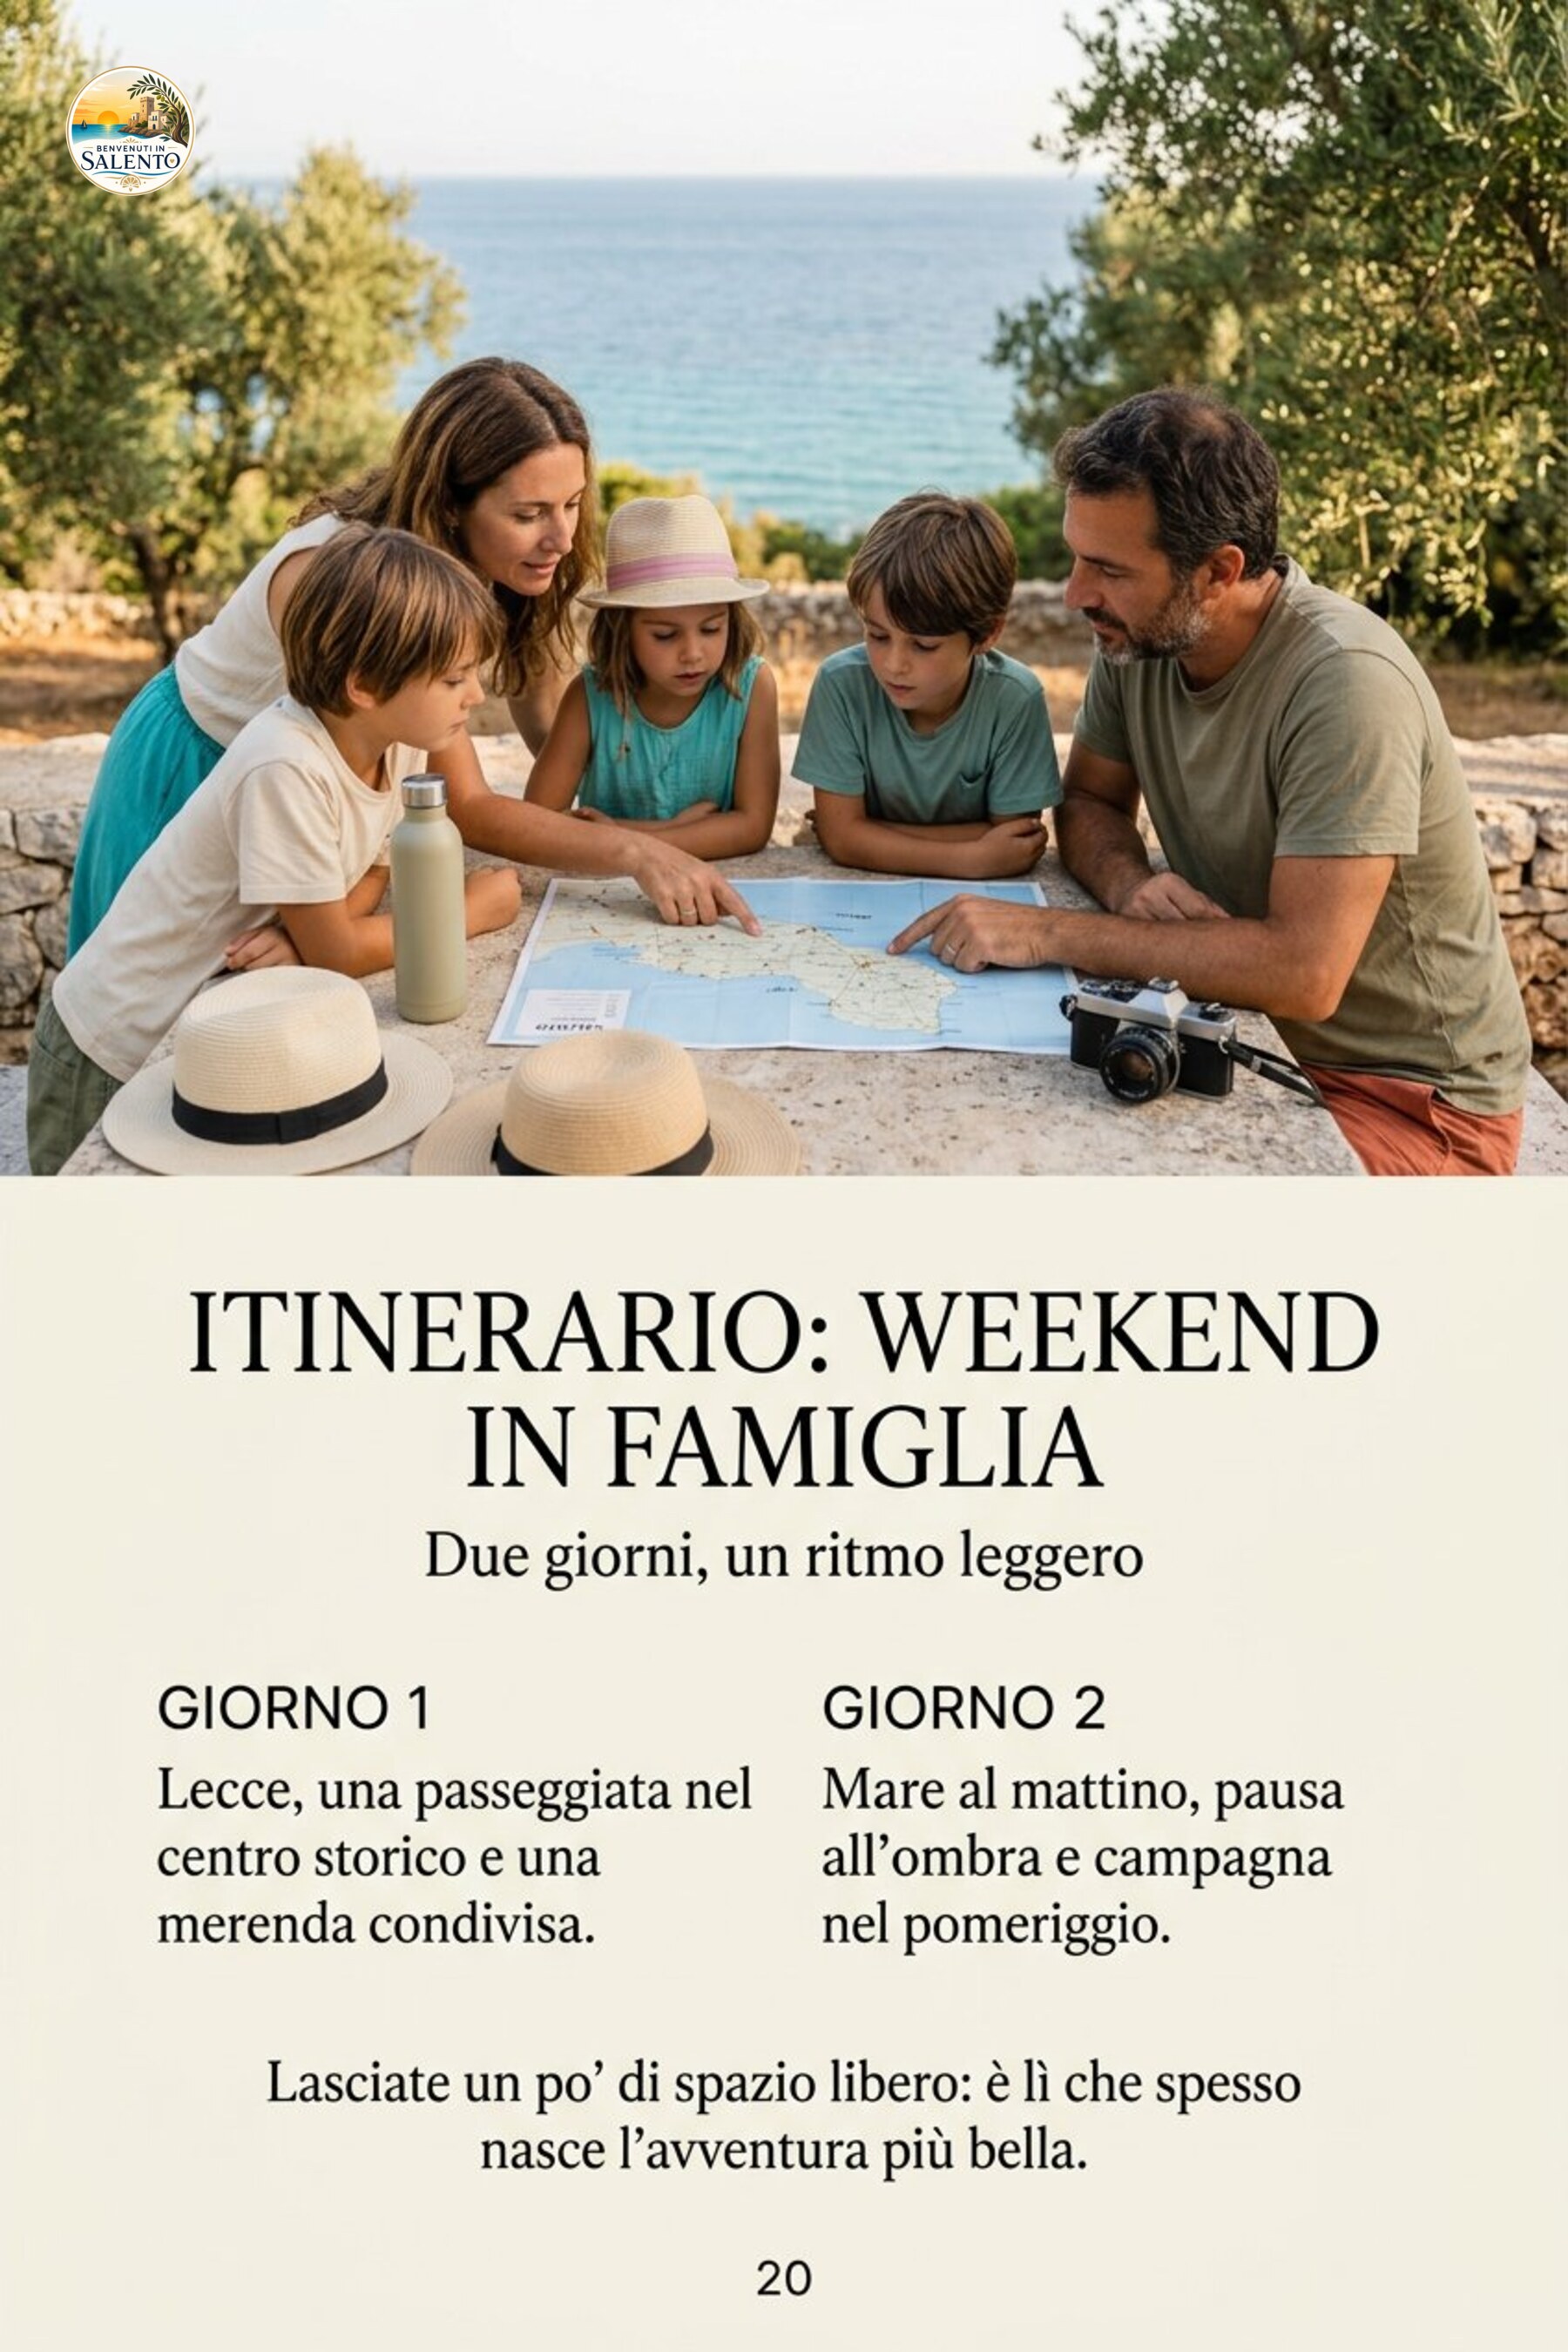 BENVENUTI IN
SALENTO
ITINERARIO: WEEKEND
IN FAMIGLIA
Due giorni, un ritmo leggero
GIORNO 1
Lecce, una passeggiata nel
centro storico e una
merenda condivisa.
GIORNO 2
Mare al mattino, pausa
all’ombra e campagna
nel pomeriggio.
Lasciate un po’ di spazio libero: è lì che spesso
nasce l’avventura più bella.
20